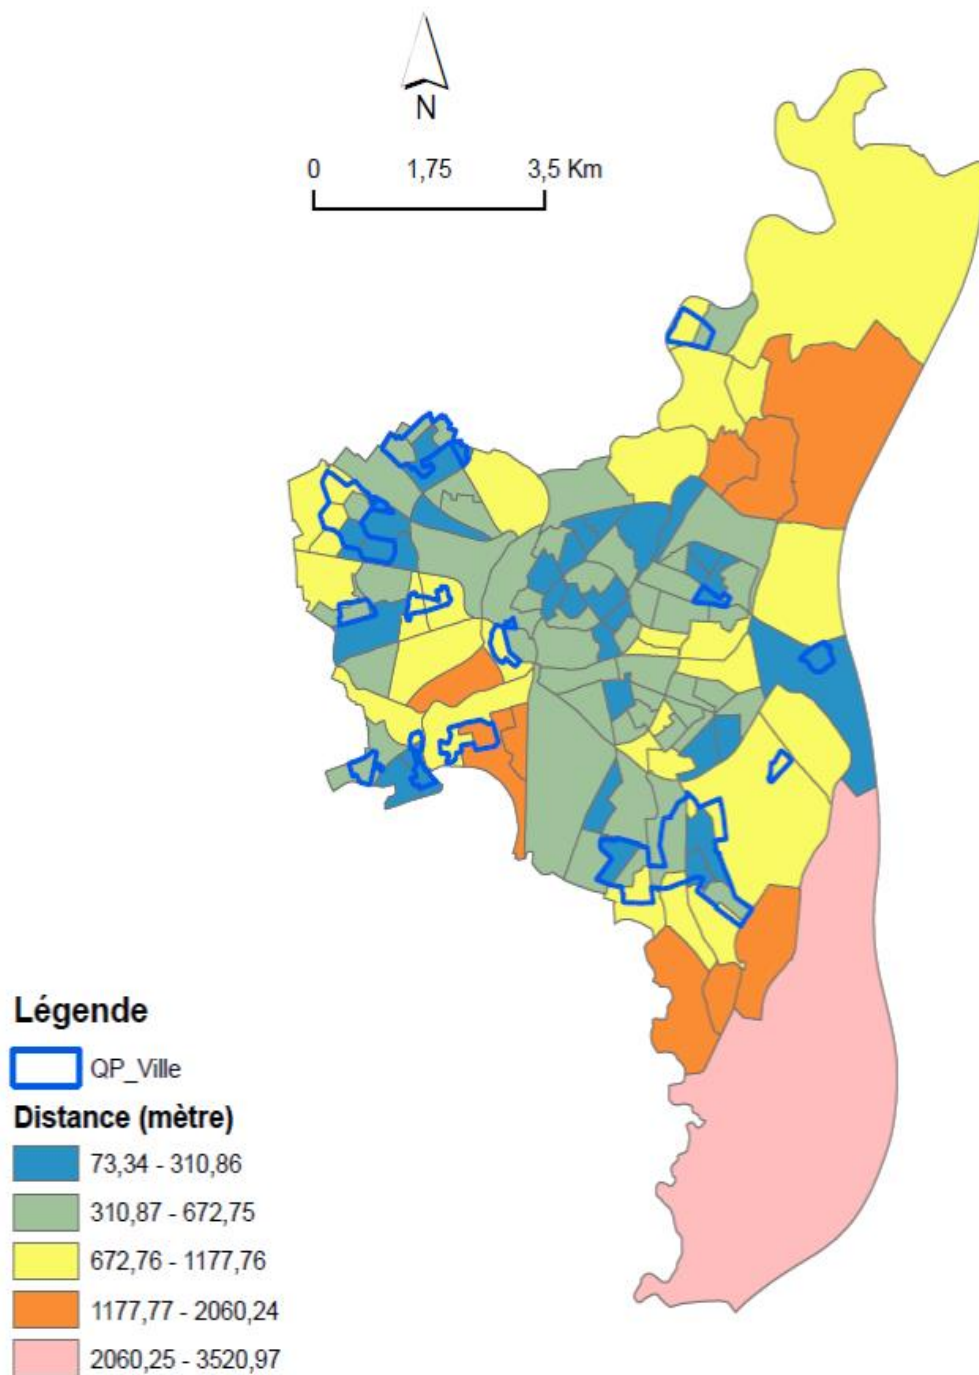 N
0 1,75 3,5 Km
Légende
QP_Ville
Distance (mètre)
73,34 - 310,86
310,87 - 672,75
672,76 - 1177,76
1177,77 - 2060,24
2060,25 - 3520,97